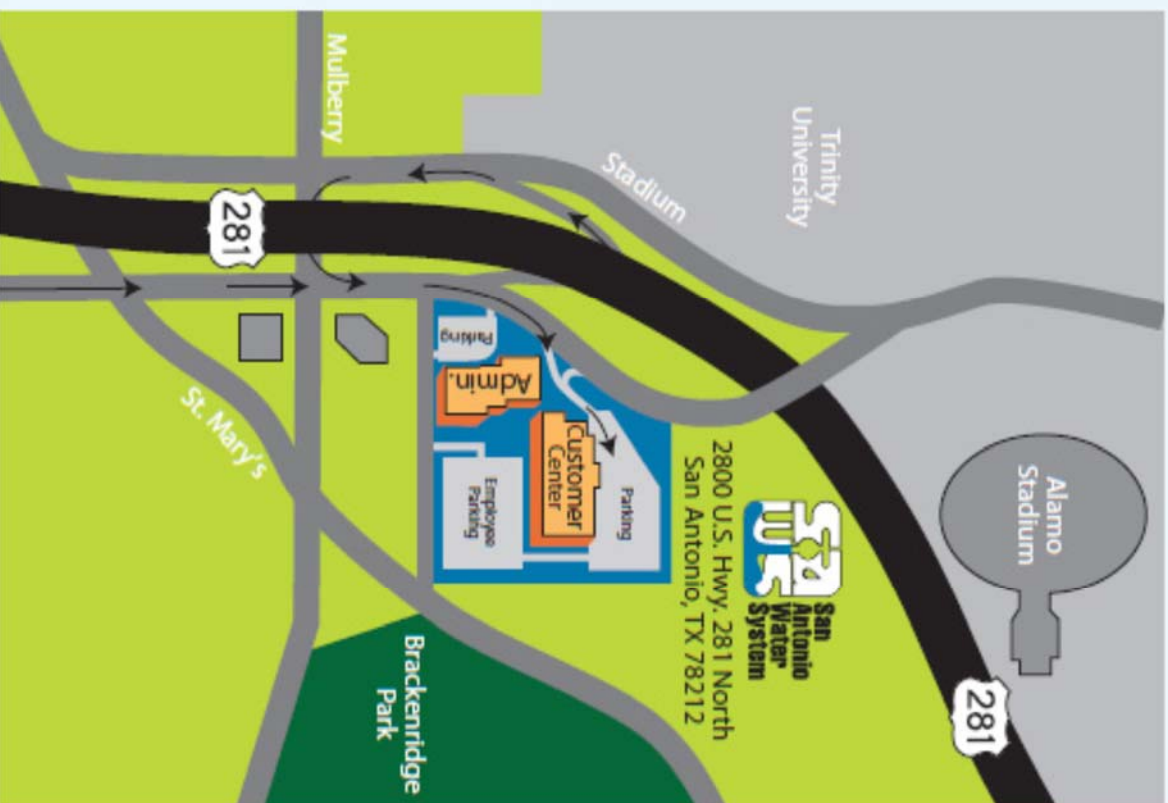 Mulberry
Trinity
University
Stadium
281
Parking
Admin.
Customer
Center
Parking
Employee
Parking
St. Mary's
2800 U.S. Hwy. 281 North
San Antonio, TX 78212
SAWS
San
Antonio
Water
System
Alamo
Stadium
281
Brackenridge
Park